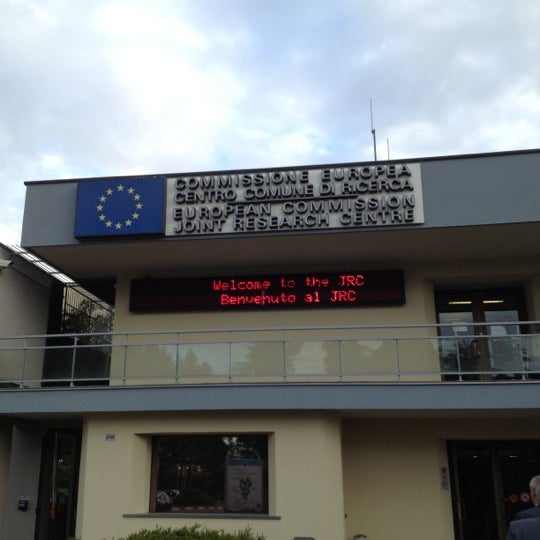 COMMISSIONE EUROPEA
CENTRO COMUNE DI RICERCA
EUROPEAN COMMISSION
JOINT RESEARCH CENTRE
Welcome to the JRC
Benvenuto al JRC